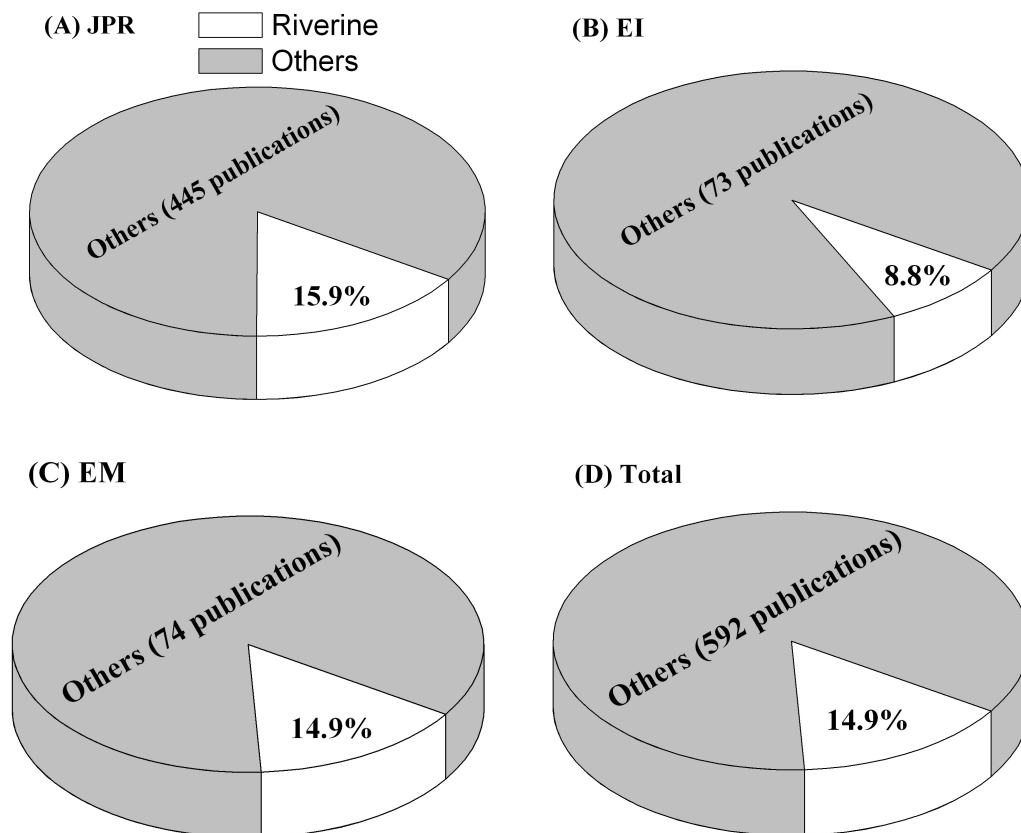 (A) JPR
Riverine
Others
(B) EI
Others (445 publications)
15.9%
Others (73 publications)
8.8%
(C) EM
(D) Total
Others (74 publications)
14.9%
Others (592 publications)
14.9%